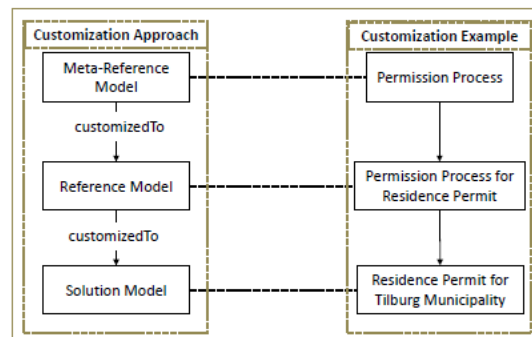 Customization Approach
Meta-Reference
Model
customizedTo
Reference Model
customizedTo
Solution Model
Customization Example
Permission Process
Permission Process for
Residence Permit
Residence Permit for
Tilburg Municipality